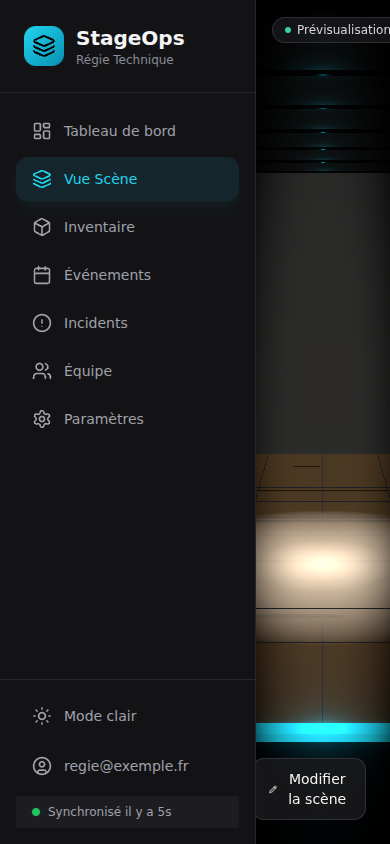 StageOps
Régie Technique
Tableau de bord
Vue Scène
Inventaire
Événements
Incidents
Équipe
Paramètres
Mode clair
regie@exemple.fr
Synchronisé il y a 5s
Prévisualisation
Modifier
la scène